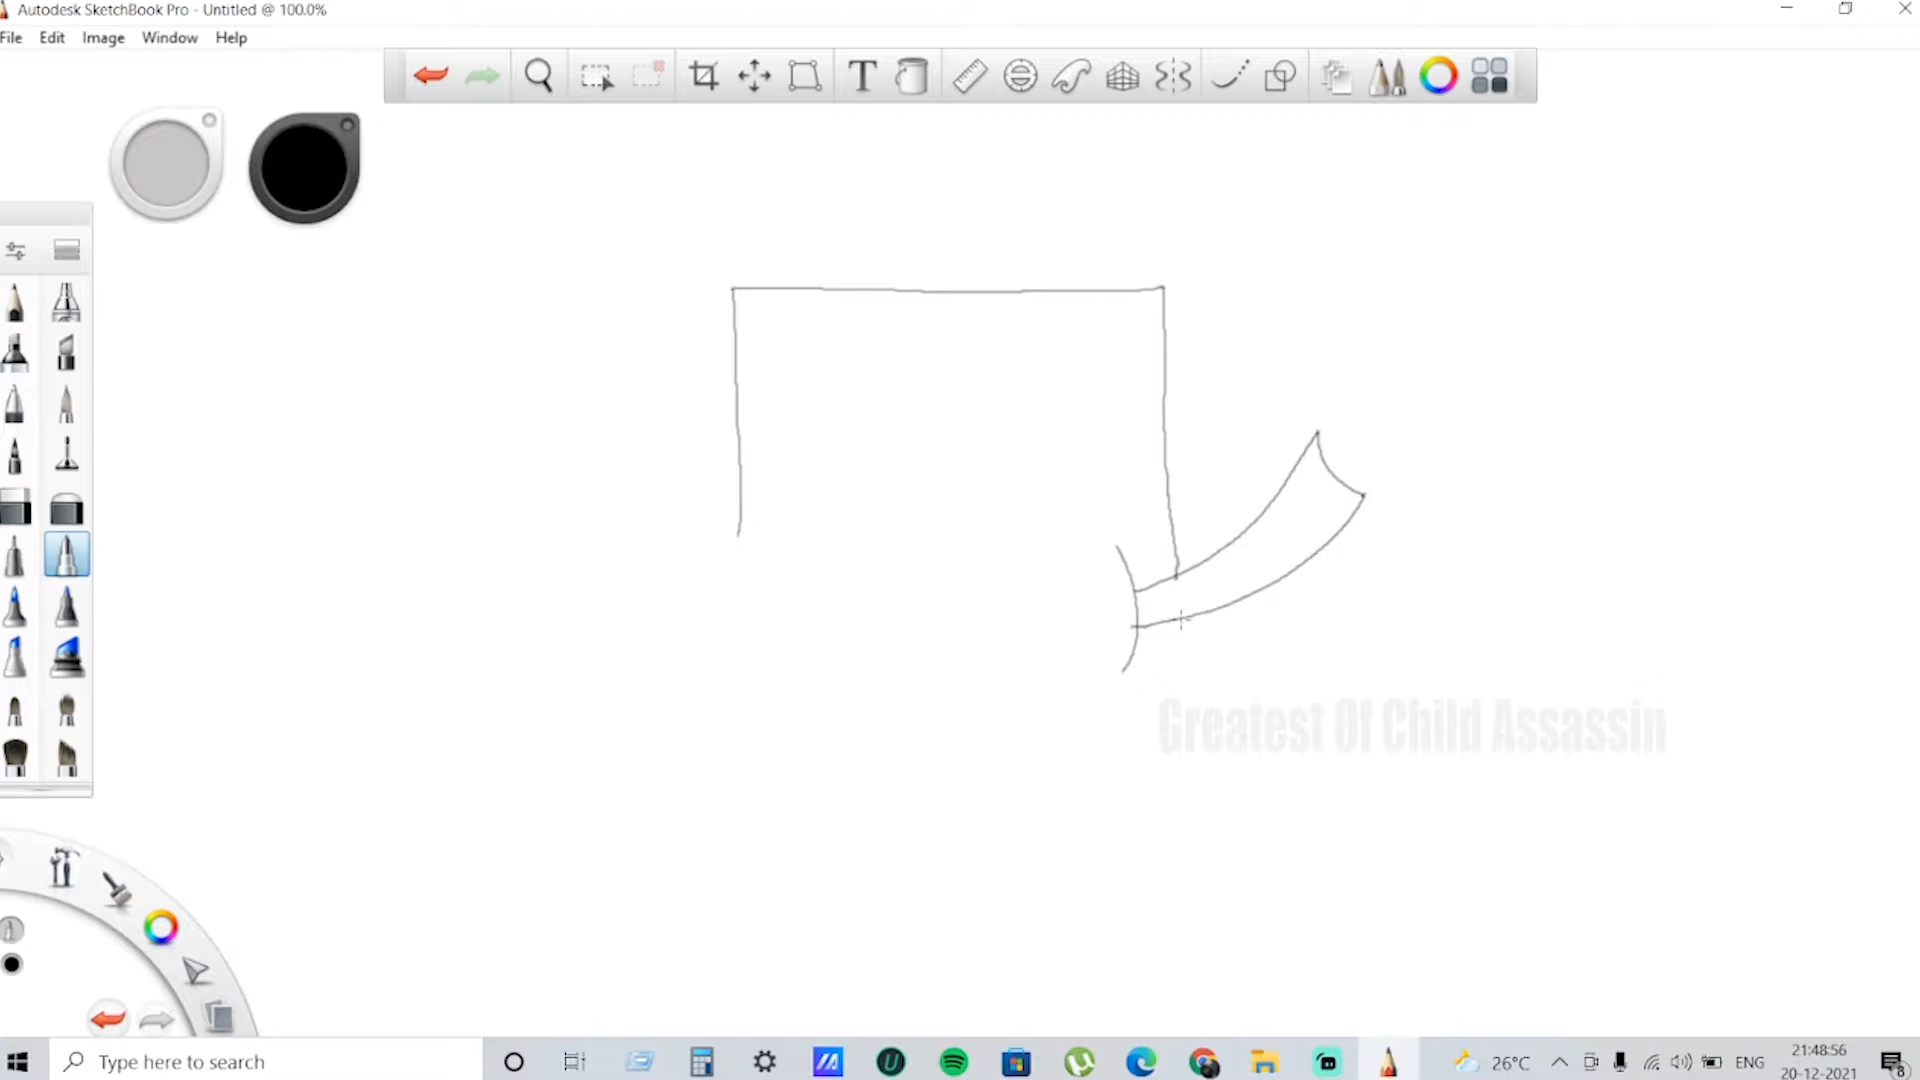 Autodesk SketchBook Pro - Untitled @ 100.0%
File Edit Image Window Help
T
Greatest Of Child Assassin
Type here to search
26°C
ENG
21:48:56
20-12-2021
8